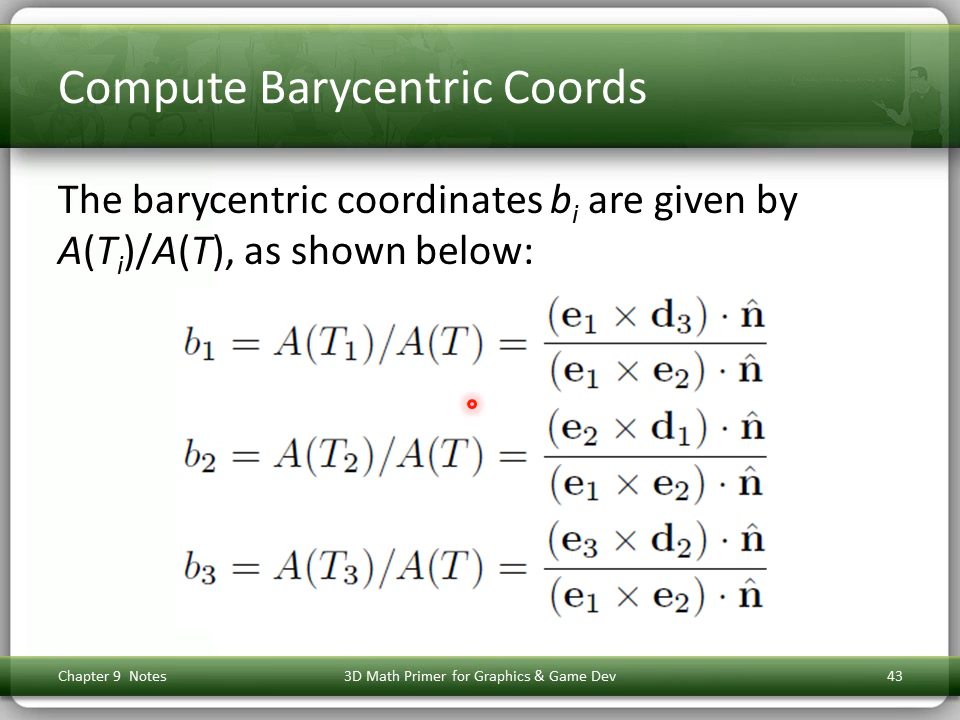 Compute Barycentric Coords
The barycentric coordinates bᵢ are given by
A(Tᵢ)/A(T), as shown below:
b₁ = A(T₁)/A(T) = (e₁ × d₃) · n̂ / (e₁ × e₂) · n̂
b₂ = A(T₂)/A(T) = (e₂ × d₁) · n̂ / (e₁ × e₂) · n̂
b₃ = A(T₃)/A(T) = (e₃ × d₂) · n̂ / (e₁ × e₂) · n̂
Chapter 9 Notes
3D Math Primer for Graphics & Game Dev
43